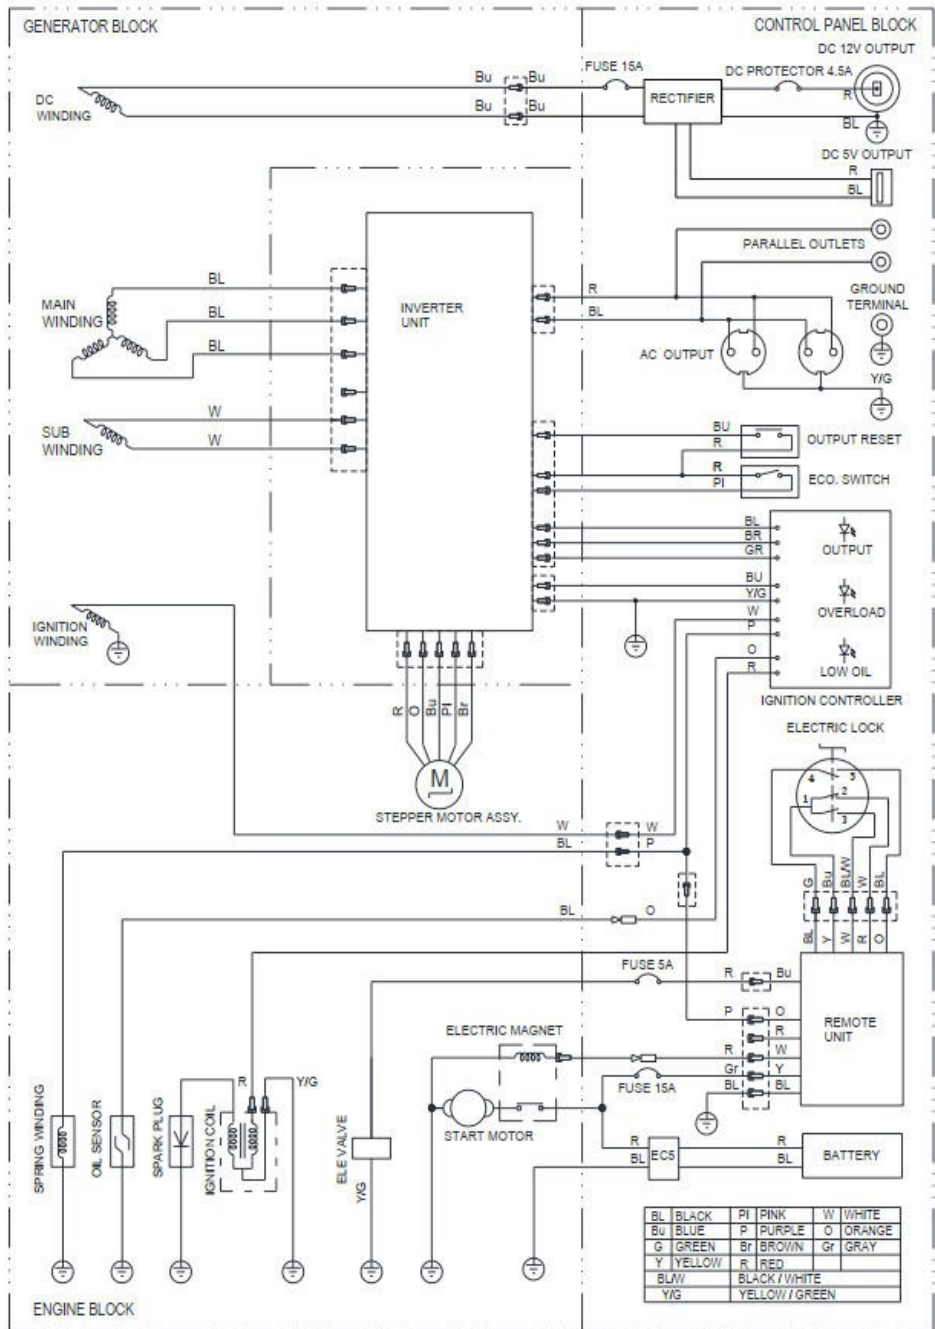 GENERATOR BLOCK
CONTROL PANEL BLOCK
DC 12V OUTPUT
FUSE 15A
DC PROTECTOR 4.5A
Bu Bu
R
DC
WINDING
RECTIFIER
Bu Bu
BL
DC 5V OUTPUT
R
BL
PARALLEL OUTLETS
BL
R
GROUND
TERMINAL
MAIN
WINDING
BL
INVERTER
UNIT
BL
BL
AC OUTPUT
Y/G
W
SUB
WINDING
W
BU
R
OUTPUT RESET
R
PI
ECO. SWITCH
BL
BR
GR
OUTPUT
BU
Y/G
W
P
OVERLOAD
IGNITION
WINDING
O
R
LOW OIL
IGNITION CONTROLLER
R
O
Bu
PI
Br
ELECTRIC LOCK
M
STEPPER MOTOR ASSY.
4 5
1 2
3
W W
BL P
G
Bu
BL/W
W
BL
BL O
BL
Y
W
R
O
FUSE 5A
R Bu
P O
R
ELECTRIC MAGNET
R W
REMOTE
UNIT
Gr Y
FUSE 15A
BL BL
R
Y/G
START MOTOR
SPRING WINDING
OIL SENSOR
SPARK PLUG
IGNITION COIL
ELE VALVE
Y/G
R
BL
EC5
R
BL
BATTERY
BL BLACK PI PINK W WHITE
Bu BLUE P PURPLE O ORANGE
G GREEN Br BROWN Gr GRAY
Y YELLOW R RED
BL/W BLACK / WHITE
Y/G YELLOW / GREEN
ENGINE BLOCK